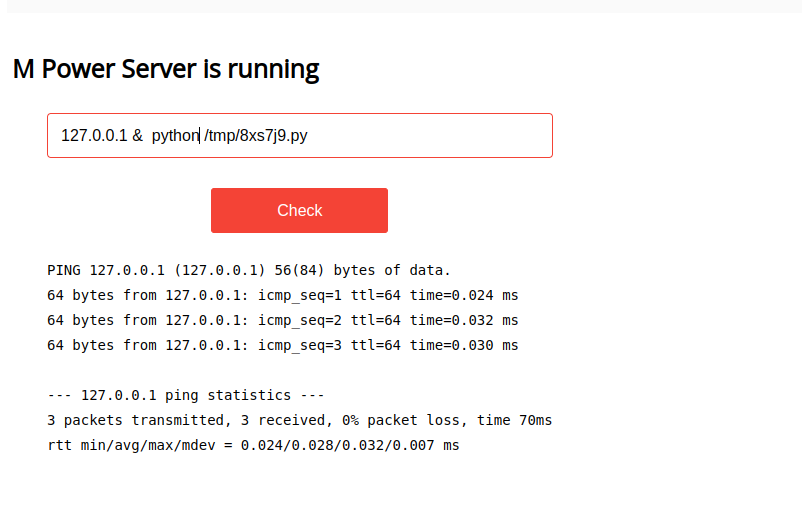 M Power Server is running
127.0.0.1 &  python /tmp/8xs7j9.py
Check
PING 127.0.0.1 (127.0.0.1) 56(84) bytes of data.
64 bytes from 127.0.0.1: icmp_seq=1 ttl=64 time=0.024 ms
64 bytes from 127.0.0.1: icmp_seq=2 ttl=64 time=0.032 ms
64 bytes from 127.0.0.1: icmp_seq=3 ttl=64 time=0.030 ms
--- 127.0.0.1 ping statistics ---
3 packets transmitted, 3 received, 0% packet loss, time 70ms
rtt min/avg/max/mdev = 0.024/0.028/0.032/0.007 ms